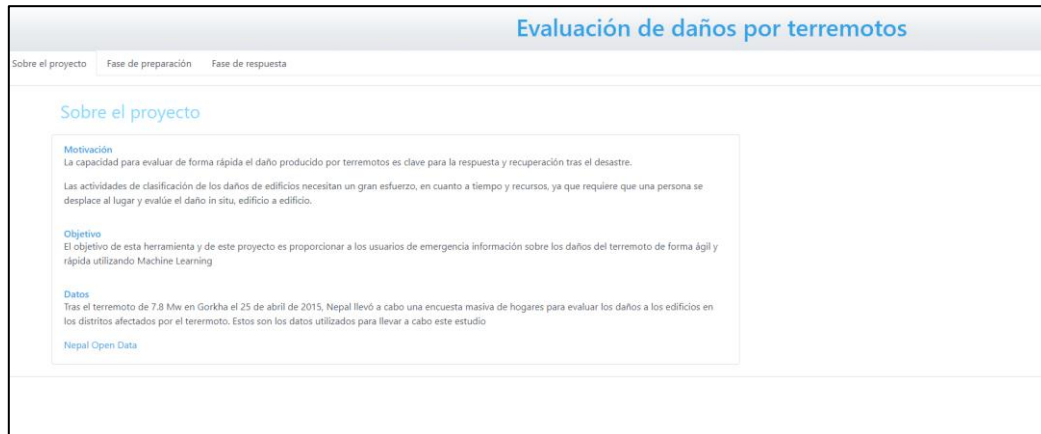 Evaluación de daños por terremotos
Sobre el proyecto Fase de preparación Fase de respuesta
Sobre el proyecto
Motivación
La capacidad para evaluar de forma rápida el daño producido por terremotos es clave para la respuesta y recuperación tras el desastre.
Las actividades de clasificación de los daños de edificios necesitan un gran esfuerzo, en cuanto a tiempo y recursos, ya que requiere que una persona se
desplace al lugar y evalúe el daño in situ, edificio a edificio.
Objetivo
El objetivo de esta herramienta y de este proyecto es proporcionar a los usuarios de emergencia información sobre los daños del terremoto de forma ágil y
rápida utilizando Machine Learning
Datos
Tras el terremoto de 7.8 Mw en Gorkha el 25 de abril de 2015, Nepal llevó a cabo una encuesta masiva de hogares para evaluar los daños a los edificios en
los distritos afectados por el terermoto. Estos son los datos utilizados para llevar a cabo este estudio
Nepal Open Data